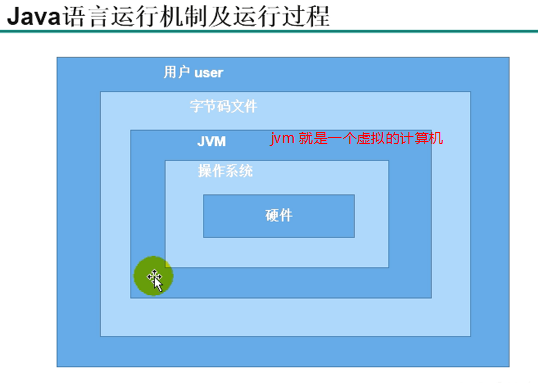 Java语言运行机制及运行过程
用户 user
字节码文件
JVM
jvm 就是一个虚拟的计算机
操作系统
硬件